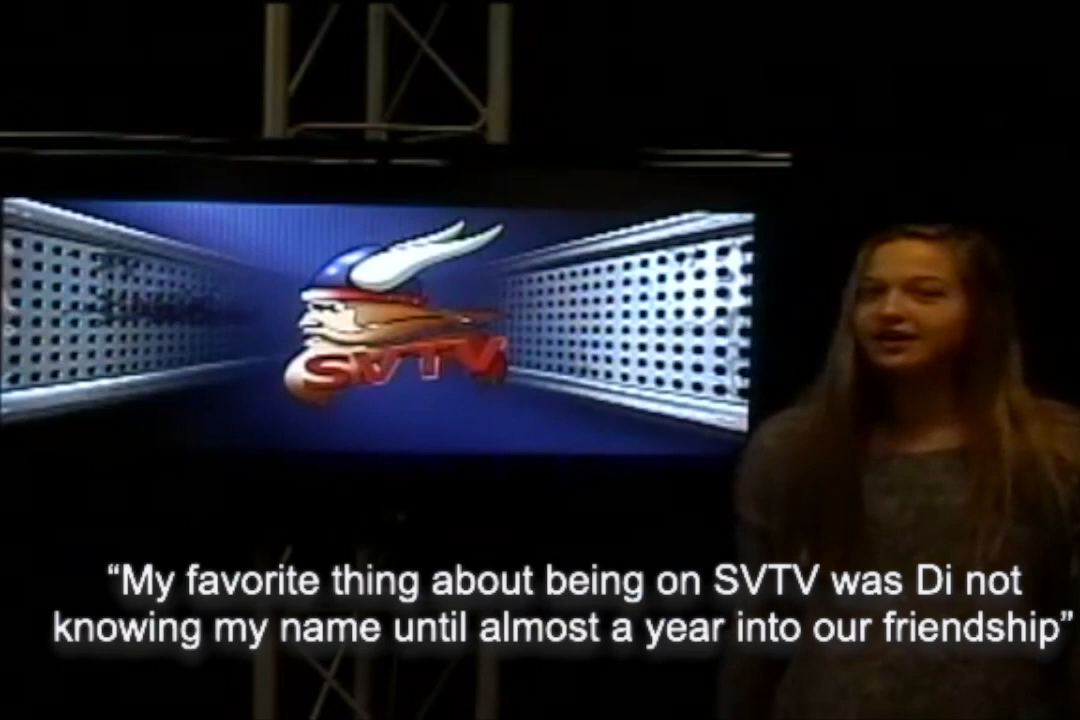 SVTV
“My favorite thing about being on SVTV was Di not
knowing my name until almost a year into our friendship”